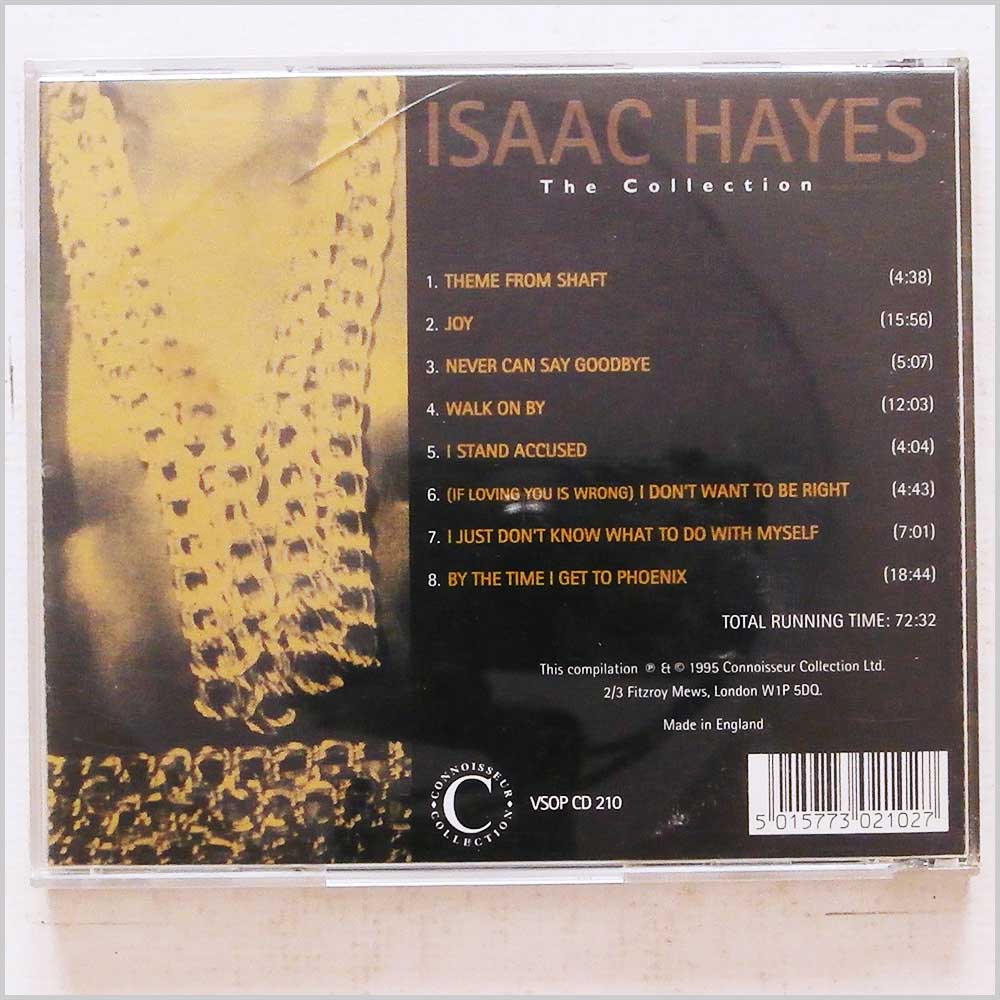 ISAAC HAYES
The Collection
1. THEME FROM SHAFT (4:38)
2. JOY (15:56)
3. NEVER CAN SAY GOODBYE (5:07)
4. WALK ON BY (12:03)
5. I STAND ACCUSED (4:04)
6. (IF LOVING YOU IS WRONG) I DON'T WANT TO BE RIGHT (4:43)
7. I JUST DON'T KNOW WHAT TO DO WITH MYSELF (7:01)
8. BY THE TIME I GET TO PHOENIX (18:44)
TOTAL RUNNING TIME: 72:32
This compilation ℗ & © 1995 Connoisseur Collection Ltd.
2/3 Fitzroy Mews, London W1P 5DQ.
Made in England
CONNOISSEUR COLLECTION
C
VSOP CD 210
5 015773 021027